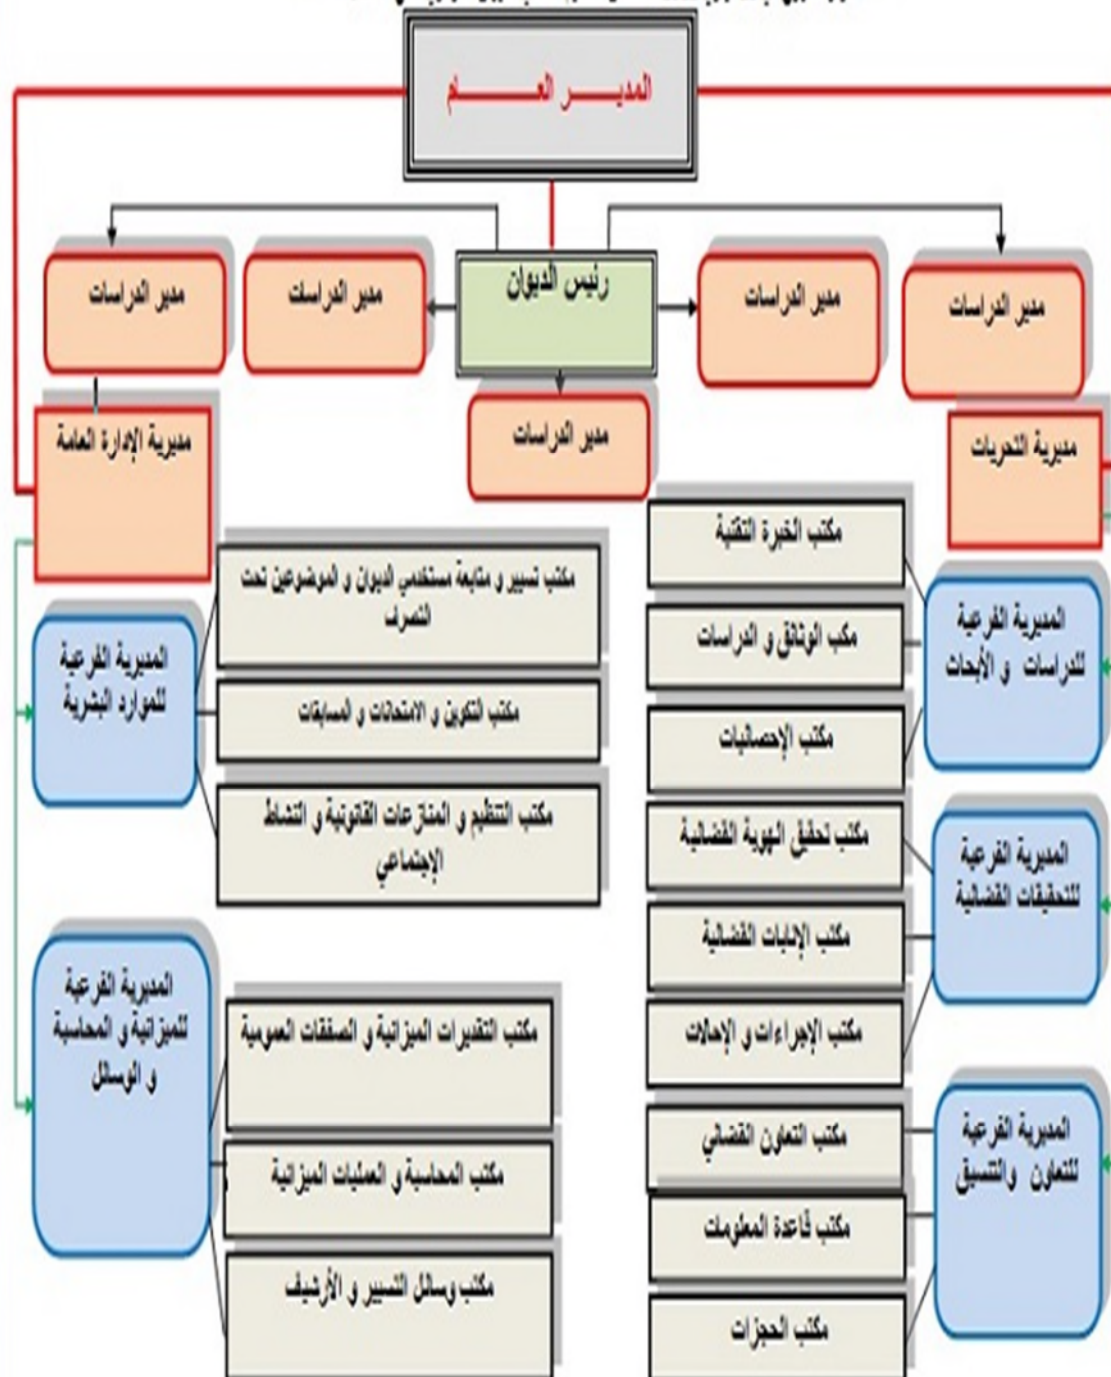 المديـــــر العـــــــــام
رئيس الديوان
مدير الدراسات
مدير الدراسات
مدير الدراسات
مدير الدراسات
مدير الدراسات
مديرية التحريات
المديرية الفرعية
للدراسات و الأبحاث
مكتب الخبرة التقنية
مكب الوثائق و الدراسات
مكتب الإحصائيات
المديرية الفرعية
للتحقيقات القضائية
مكتب تحقيق الهوية القضائية
مكتب الإنابات القضائية
مكتب الإجراءات و الإحالات
المديرية الفرعية
للتعاون والتنسيق
مكتب التعاون القضائي
مكتب قاعدة المعلومات
مكتب الحجزات
مديرية الإدارة العامة
المديرية الفرعية
للموارد البشرية
مكتب تسيير و متابعة مستخدمي الديوان و الموضوعين تحت
التصرف
مكتب التكوين و الامتحانات و المسابقات
مكتب التنظيم و المنازعات القانونية و النشاط
الإجتماعي
المديرية الفرعية
للميزانية و المحاسبة
و الوسائل
مكتب التقديرات الميزانية و الصفقات العمومية
مكتب المحاسبة و العمليات الميزانية
مكتب وسائل التسيير و الأرشيف